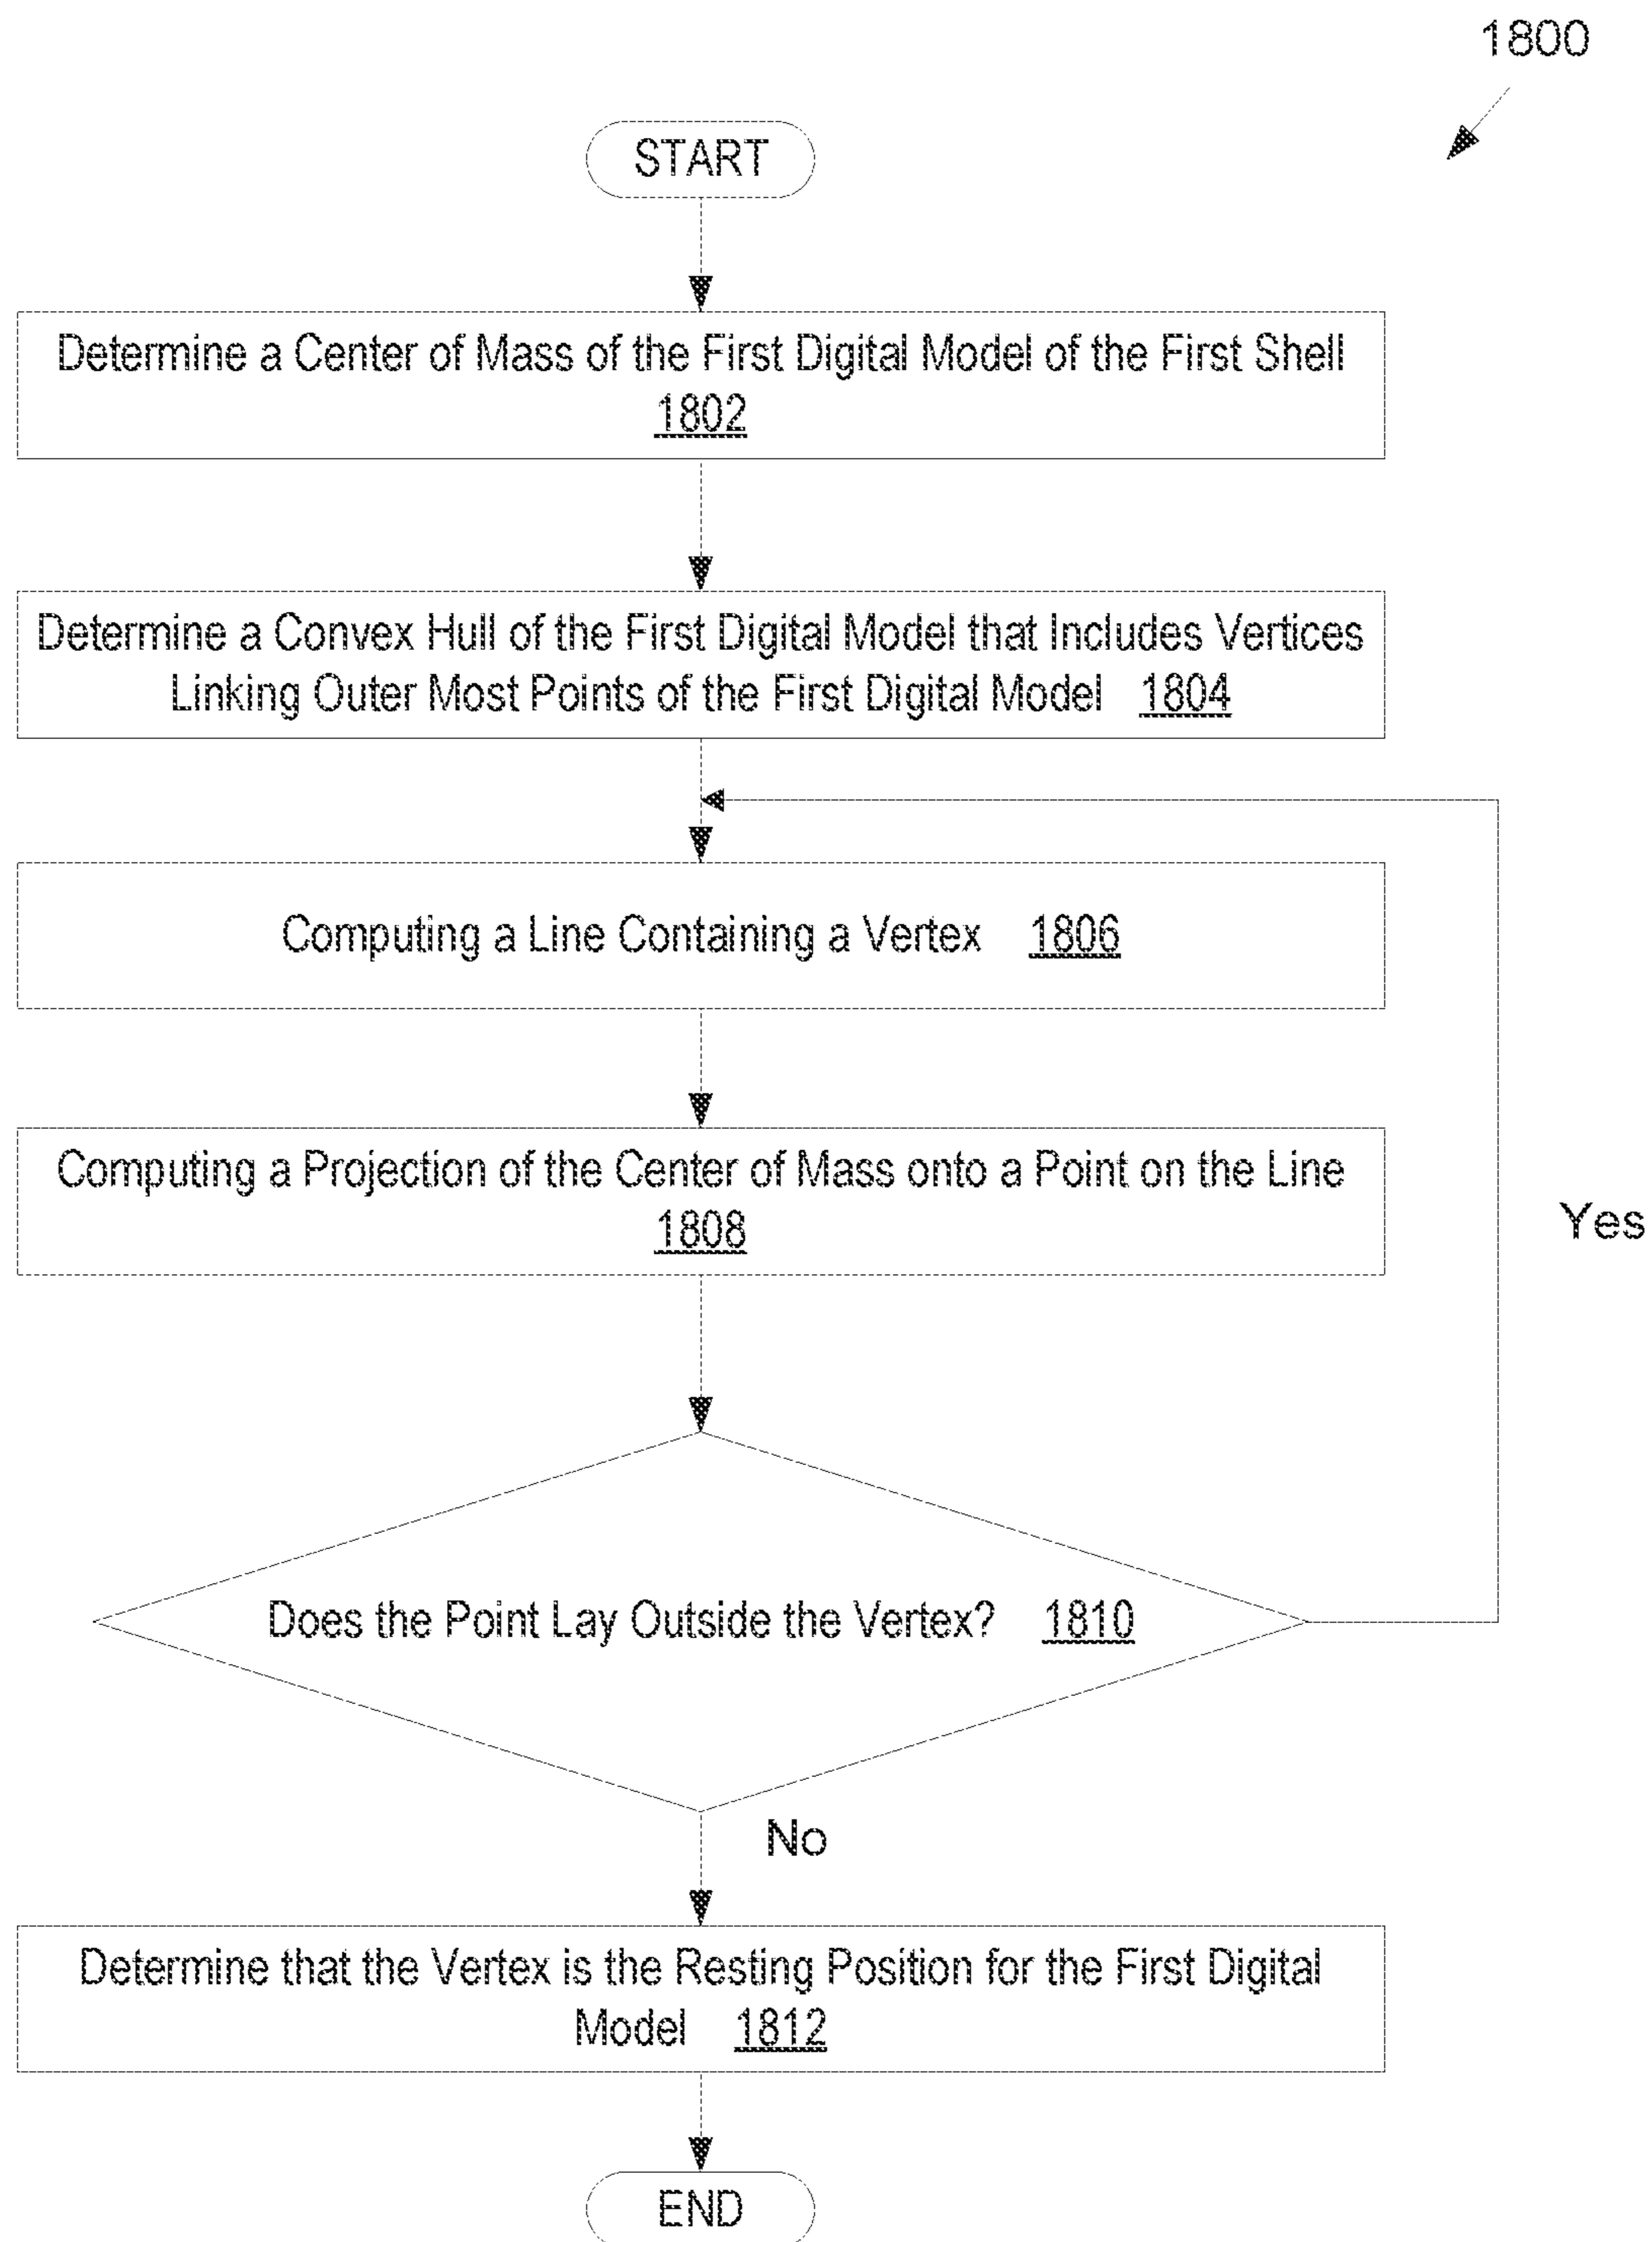 1800
START
Determine a Center of Mass of the First Digital Model of the First Shell
1802
Determine a Convex Hull of the First Digital Model that Includes Vertices
Linking Outer Most Points of the First Digital Model 1804
Computing a Line Containing a Vertex 1806
Computing a Projection of the Center of Mass onto a Point on the Line
1808
Yes
Does the Point Lay Outside the Vertex? 1810
No
Determine that the Vertex is the Resting Position for the First Digital
Model 1812
END